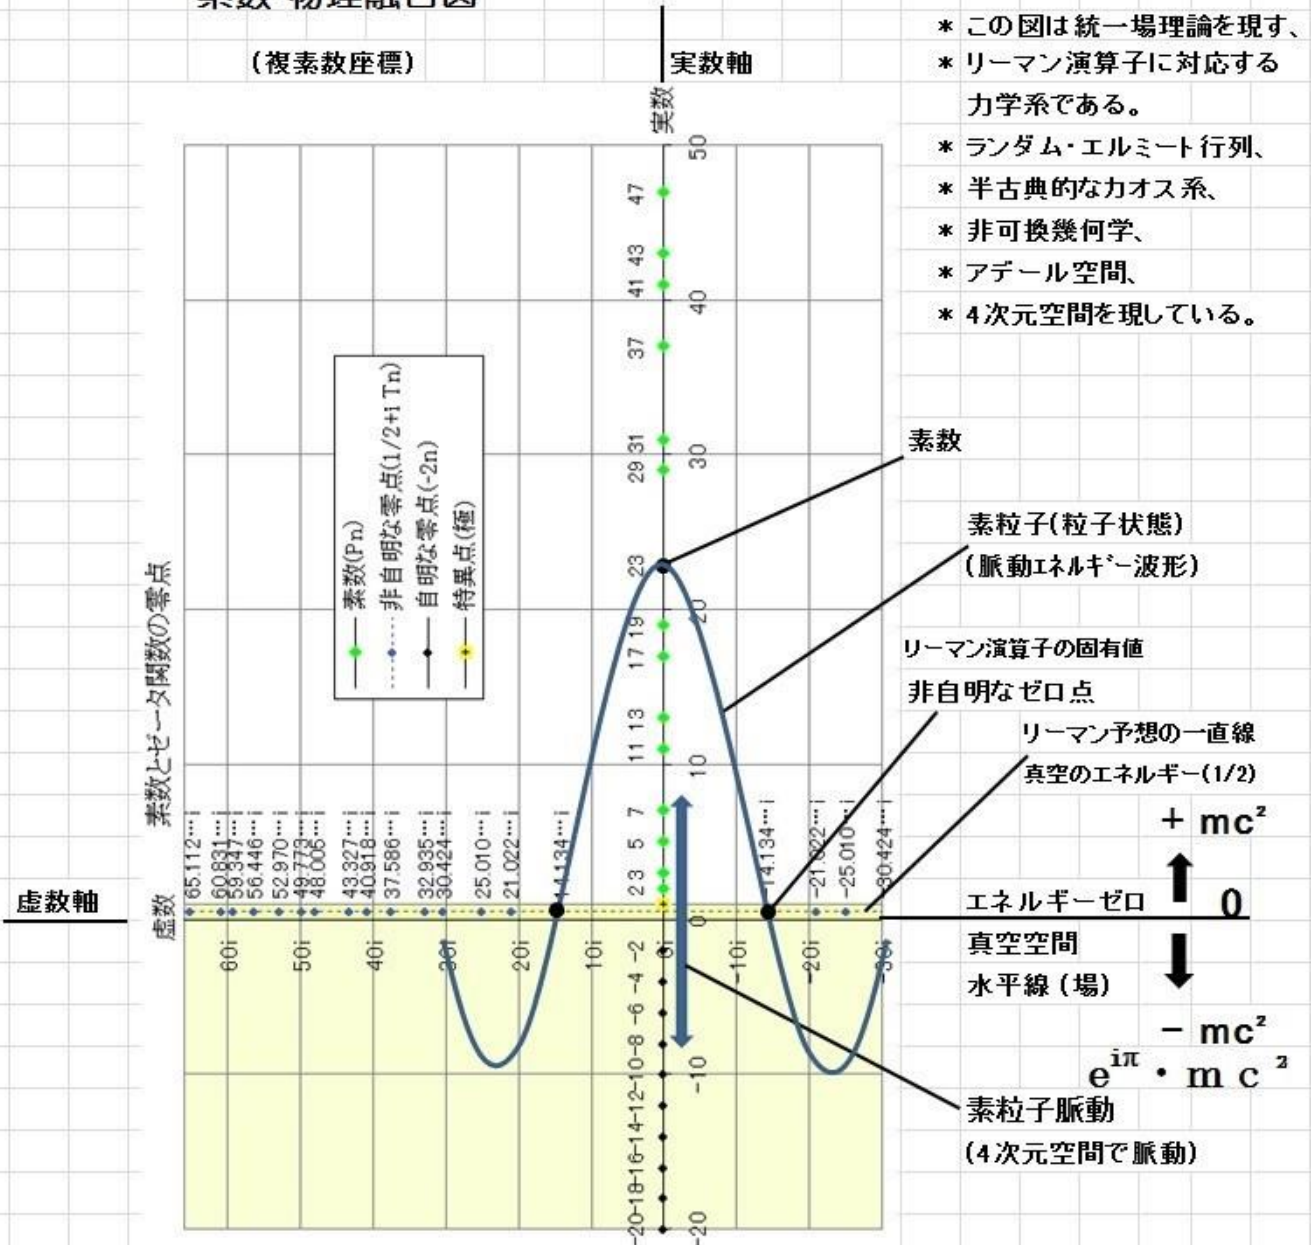 (複素数座標)
実数軸
* この図は統一場理論を現す、
* リーマン演算子に対応する
力学系である。
* ランダム・エルミート行列、
* 半古典的なカオス系、
* 非可換幾何学、
* アデール空間、
* 4次元空間を現している。
実数
50
47
43
41
40
37
31
30
29
23
20
19
17
13
11
10
7
5
3
2
0
-2
-4
-6
-8
-10
-10
-12
-14
-16
-18
-20
-20
素数(Pn)
非自明な零点(1/2+i Tn)
自明な零点(-2n)
特異点(極)
素数とゼータ関数の零点
虚数
虚数軸
65.112…i
60.831…i
59.347…i
56.446…i
52.970…i
49.773…i
48.005…i
43.327…i
40.918…i
37.586…i
32.935…i
30.424…i
25.010…i
21.022…i
14.134…i
-14.134…i
-21.022…i
-25.010…i
-30.424…i
60i
50i
40i
30i
20i
10i
0i
-10i
-20i
-30i
素数
素粒子(粒子状態)
(脈動エネルギー波形)
リーマン演算子の固有値
非自明なゼロ点
リーマン予想の一直線
真空のエネルギー(1/2)
+ mc²
エネルギーゼロ
0
真空空間
水平線(場)
- mc²
e^iπ・mc²
素粒子脈動
(4次元空間で脈動)